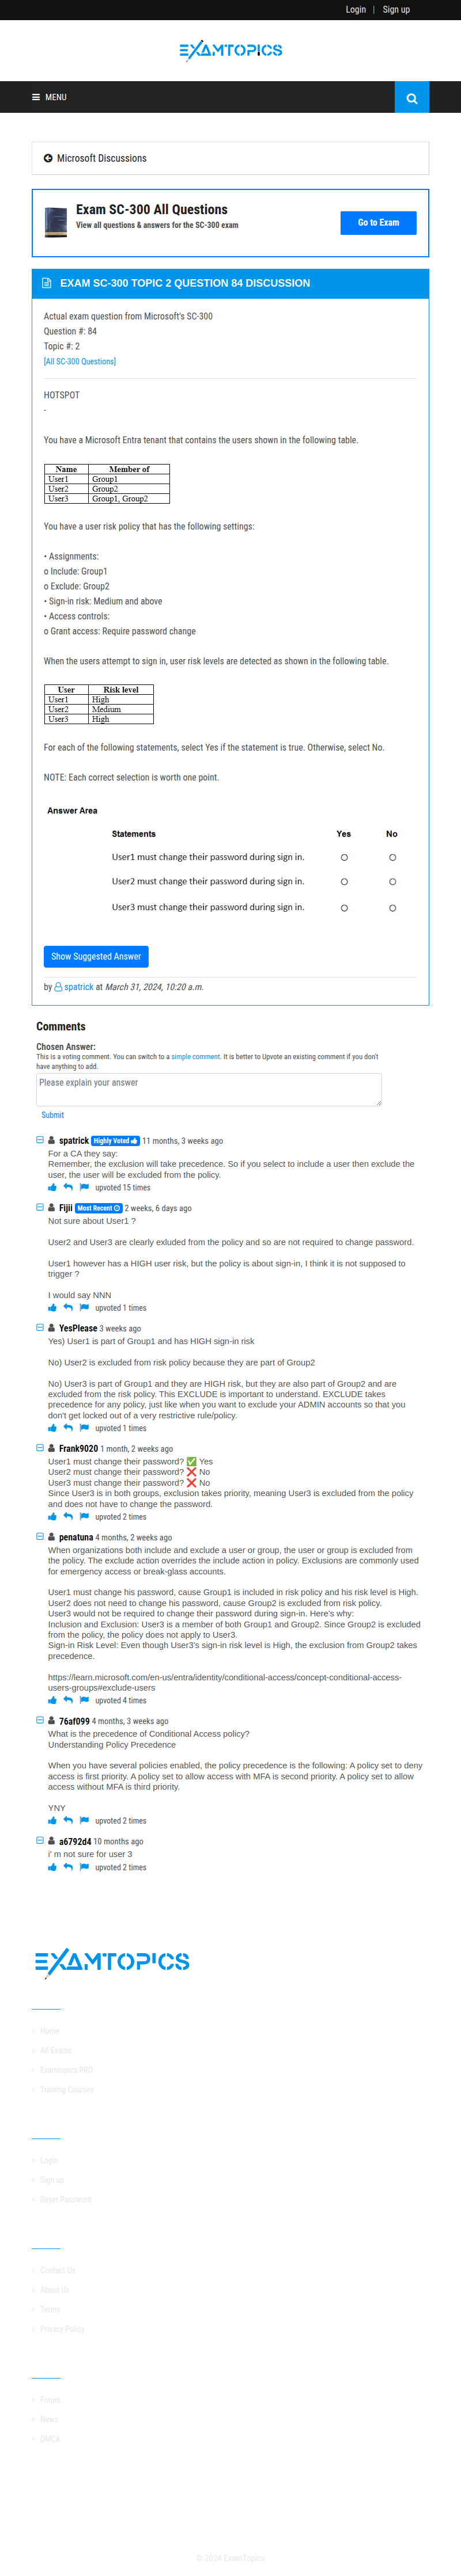 Login | Sign up
EXAMTOPICS
MENU
Microsoft Discussions
Exam SC-300 All Questions
View all questions & answers for the SC-300 exam
Go to Exam
EXAM SC-300 TOPIC 2 QUESTION 84 DISCUSSION
Actual exam question from Microsoft's SC-300
Question #: 84
Topic #: 2
[All SC-300 Questions]
HOTSPOT
-
You have a Microsoft Entra tenant that contains the users shown in the following table.
Name Member of
User1 Group1
User2 Group2
User3 Group1, Group2
You have a user risk policy that has the following settings:
• Assignments:
o Include: Group1
o Exclude: Group2
• Sign-in risk: Medium and above
• Access controls:
o Grant access: Require password change
When the users attempt to sign in, user risk levels are detected as shown in the following table.
User Risk level
User1 High
User2 Medium
User3 High
For each of the following statements, select Yes if the statement is true. Otherwise, select No.
NOTE: Each correct selection is worth one point.
Answer Area
Statements Yes No
User1 must change their password during sign in.
User2 must change their password during sign in.
User3 must change their password during sign in.
Show Suggested Answer
by spatrick at March 31, 2024, 10:20 a.m.
Comments
Chosen Answer:
This is a voting comment. You can switch to a simple comment. It is better to Upvote an existing comment if you don't
have anything to add.
Please explain your answer
Submit
spatrick Highly Voted 11 months, 3 weeks ago
For a CA they say:
Remember, the exclusion will take precedence. So if you select to include a user then exclude the
user, the user will be excluded from the policy.
upvoted 15 times
Fijii Most Recent 2 weeks, 6 days ago
Not sure about User1 ?
User2 and User3 are clearly exluded from the policy and so are not required to change password.
User1 however has a HIGH user risk, but the policy is about sign-in, I think it is not supposed to
trigger ?
I would say NNN
upvoted 1 times
YesPlease 3 weeks ago
Yes) User1 is part of Group1 and has HIGH sign-in risk
No) User2 is excluded from risk policy because they are part of Group2
No) User3 is part of Group1 and they are HIGH risk, but they are also part of Group2 and are
excluded from the risk policy. This EXCLUDE is important to understand. EXCLUDE takes
precedence for any policy, just like when you want to exclude your ADMIN accounts so that you
don't get locked out of a very restrictive rule/policy.
upvoted 1 times
Frank9020 1 month, 2 weeks ago
User1 must change their password? ✅ Yes
User2 must change their password? ❌ No
User3 must change their password? ❌ No
Since User3 is in both groups, exclusion takes priority, meaning User3 is excluded from the policy
and does not have to change the password.
upvoted 2 times
penatuna 4 months, 2 weeks ago
When organizations both include and exclude a user or group, the user or group is excluded from
the policy. The exclude action overrides the include action in policy. Exclusions are commonly used
for emergency access or break-glass accounts.
User1 must change his password, cause Group1 is included in risk policy and his risk level is High.
User2 does not need to change his password, cause Group2 is excluded from risk policy.
User3 would not be required to change their password during sign-in. Here's why:
Inclusion and Exclusion: User3 is a member of both Group1 and Group2. Since Group2 is excluded
from the policy, the policy does not apply to User3.
Sign-in Risk Level: Even though User3's sign-in risk level is High, the exclusion from Group2 takes
precedence.
https://learn.microsoft.com/en-us/entra/identity/conditional-access/concept-conditional-access-
users-groups#exclude-users
upvoted 4 times
76af099 4 months, 3 weeks ago
What is the precedence of Conditional Access policy?
Understanding Policy Precedence
When you have several policies enabled, the policy precedence is the following: A policy set to deny
access is first priority. A policy set to allow access with MFA is second priority. A policy set to allow
access without MFA is third priority.
YNY
upvoted 2 times
a6792d4 10 months ago
i' m not sure for user 3
upvoted 2 times
EXAMTOPICS
Home
All Exams
Examtopics PRO
Training Courses
Login
Sign up
Reset Password
Contact Us
About Us
Terms
Privacy Policy
Forum
News
DMCA
© 2024 ExamTopics